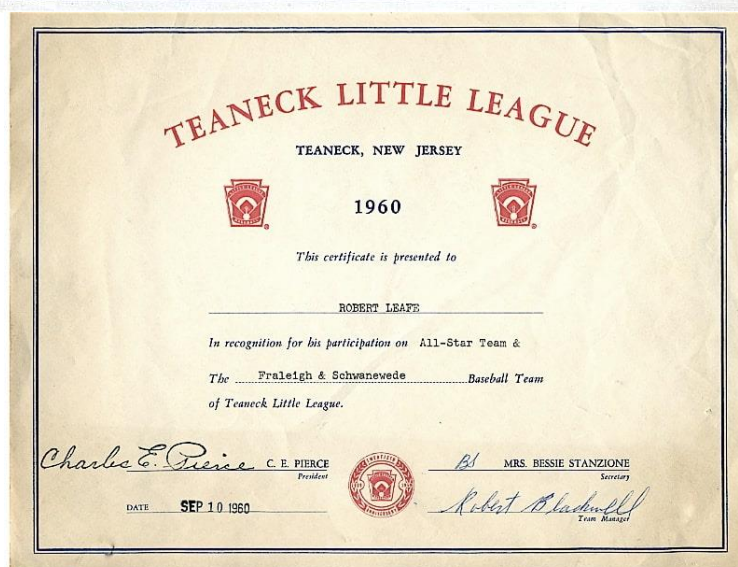 TEANECK LITTLE LEAGUE
TEANECK, NEW JERSEY
1960
This certificate is presented to
ROBERT LEAFE
In recognition for his participation on All-Star Team &
The Fraleigh & Schwanewede Baseball Team
of Teaneck Little League.
Charles E. Pierce C. E. PIERCE
President
BS MRS. BESSIE STANZIONE
Secretary
DATE SEP 10 1960
Robert Blackwell
Team Manager
TWENTIETH
ANNIVERSARY